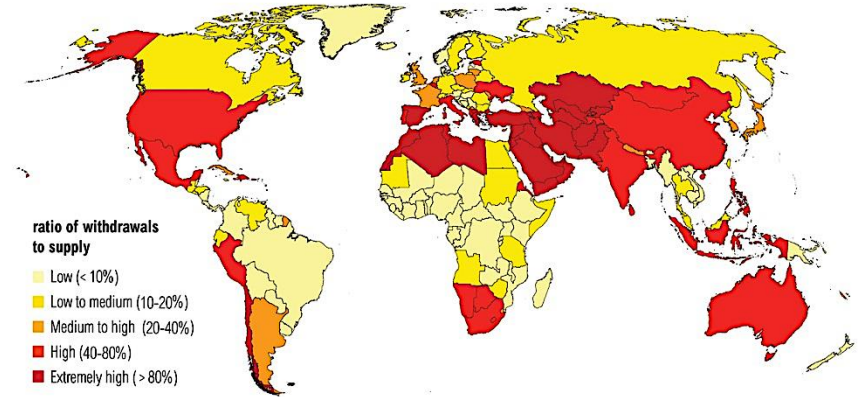 ratio of withdrawals
to supply
Low (< 10%)
Low to medium (10-20%)
Medium to high (20-40%)
High (40-80%)
Extremely high (> 80%)